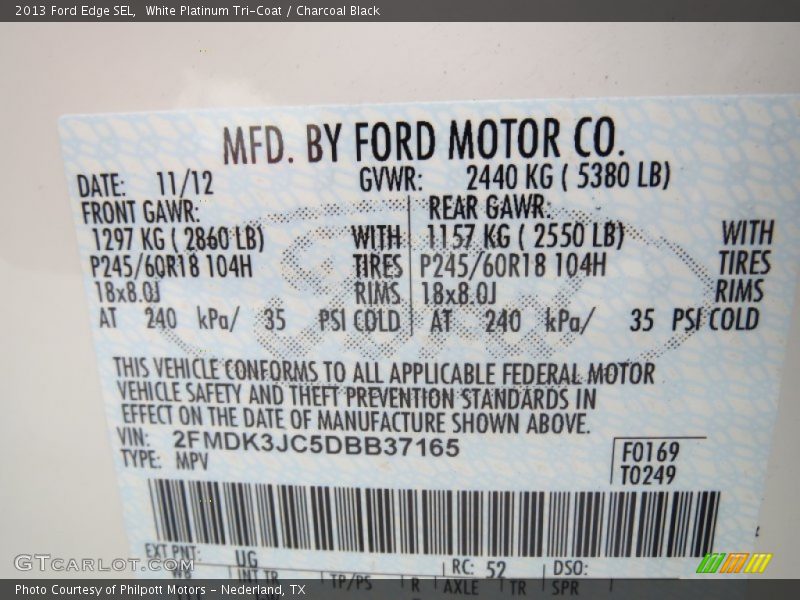 2013 Ford Edge SEL,  White Platinum Tri-Coat / Charcoal Black
MFD. BY FORD MOTOR CO.
DATE: 11/12 GVWR: 2440 KG ( 5380 LB)
FRONT GAWR: REAR GAWR:
1297 KG ( 2860 LB) WITH 1157 KG ( 2550 LB) WITH
P245/60R18 104H TIRES P245/60R18 104H TIRES
18x8.0J RIMS 18x8.0J RIMS
AT 240 kPa/ 35 PSI COLD AT 240 kPa/ 35 PSI COLD
THIS VEHICLE CONFORMS TO ALL APPLICABLE FEDERAL MOTOR
VEHICLE SAFETY AND THEFT PREVENTION STANDARDS IN
EFFECT ON THE DATE OF MANUFACTURE SHOWN ABOVE.
VIN: 2FMDK3JC5DBB37165
TYPE: MPV
F0169
T0249
EXT PNT: UG RC: 52 DSO:
WB INT TR TP/PS R AXLE TR SPR
GTCARLOT.COM
Photo Courtesy of Philpott Motors - Nederland, TX